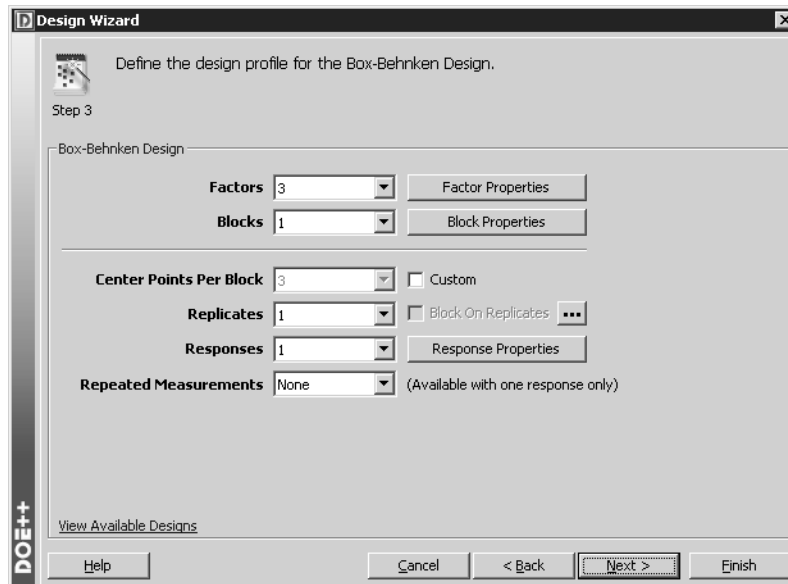 Design Wizard
Define the design profile for the Box-Behnken Design.
Step 3
Box-Behnken Design
Factors 3 Factor Properties
Blocks 1 Block Properties
Center Points Per Block 3 Custom
Replicates 1 Block On Replicates ...
Responses 1 Response Properties
Repeated Measurements None (Available with one response only)
View Available Designs
DOE++
Help Cancel < Back Next > Finish